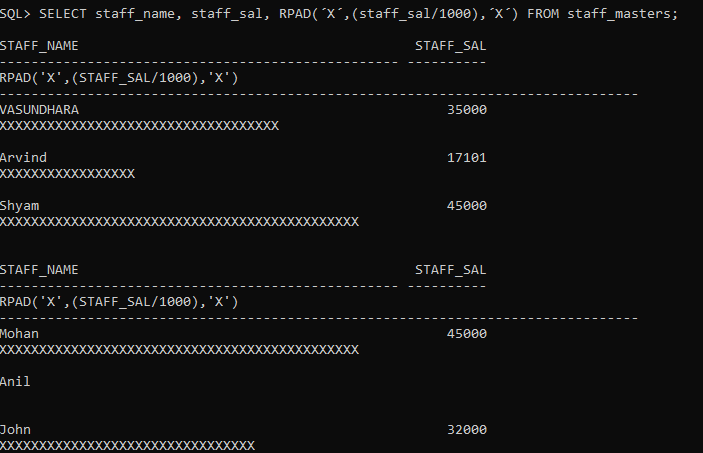 SQL> SELECT staff_name, staff_sal, RPAD(´X´,(staff_sal/1000),´X´) FROM staff_masters;
STAFF_NAME                                         STAFF_SAL
-------------------------------------------------- ----------
RPAD('X',(STAFF_SAL/1000),'X')
--------------------------------------------------------------------------------
VASUNDHARA                                              35000
XXXXXXXXXXXXXXXXXXXXXXXXXXXXXXXXXXX
Arvind                                                  17101
XXXXXXXXXXXXXXXXX
Shyam                                                   45000
XXXXXXXXXXXXXXXXXXXXXXXXXXXXXXXXXXXXXXXXXXXXX
STAFF_NAME                                         STAFF_SAL
-------------------------------------------------- ----------
RPAD('X',(STAFF_SAL/1000),'X')
--------------------------------------------------------------------------------
Mohan                                                   45000
XXXXXXXXXXXXXXXXXXXXXXXXXXXXXXXXXXXXXXXXXXXXX
Anil
John                                                    32000
XXXXXXXXXXXXXXXXXXXXXXXXXXXXXXXX